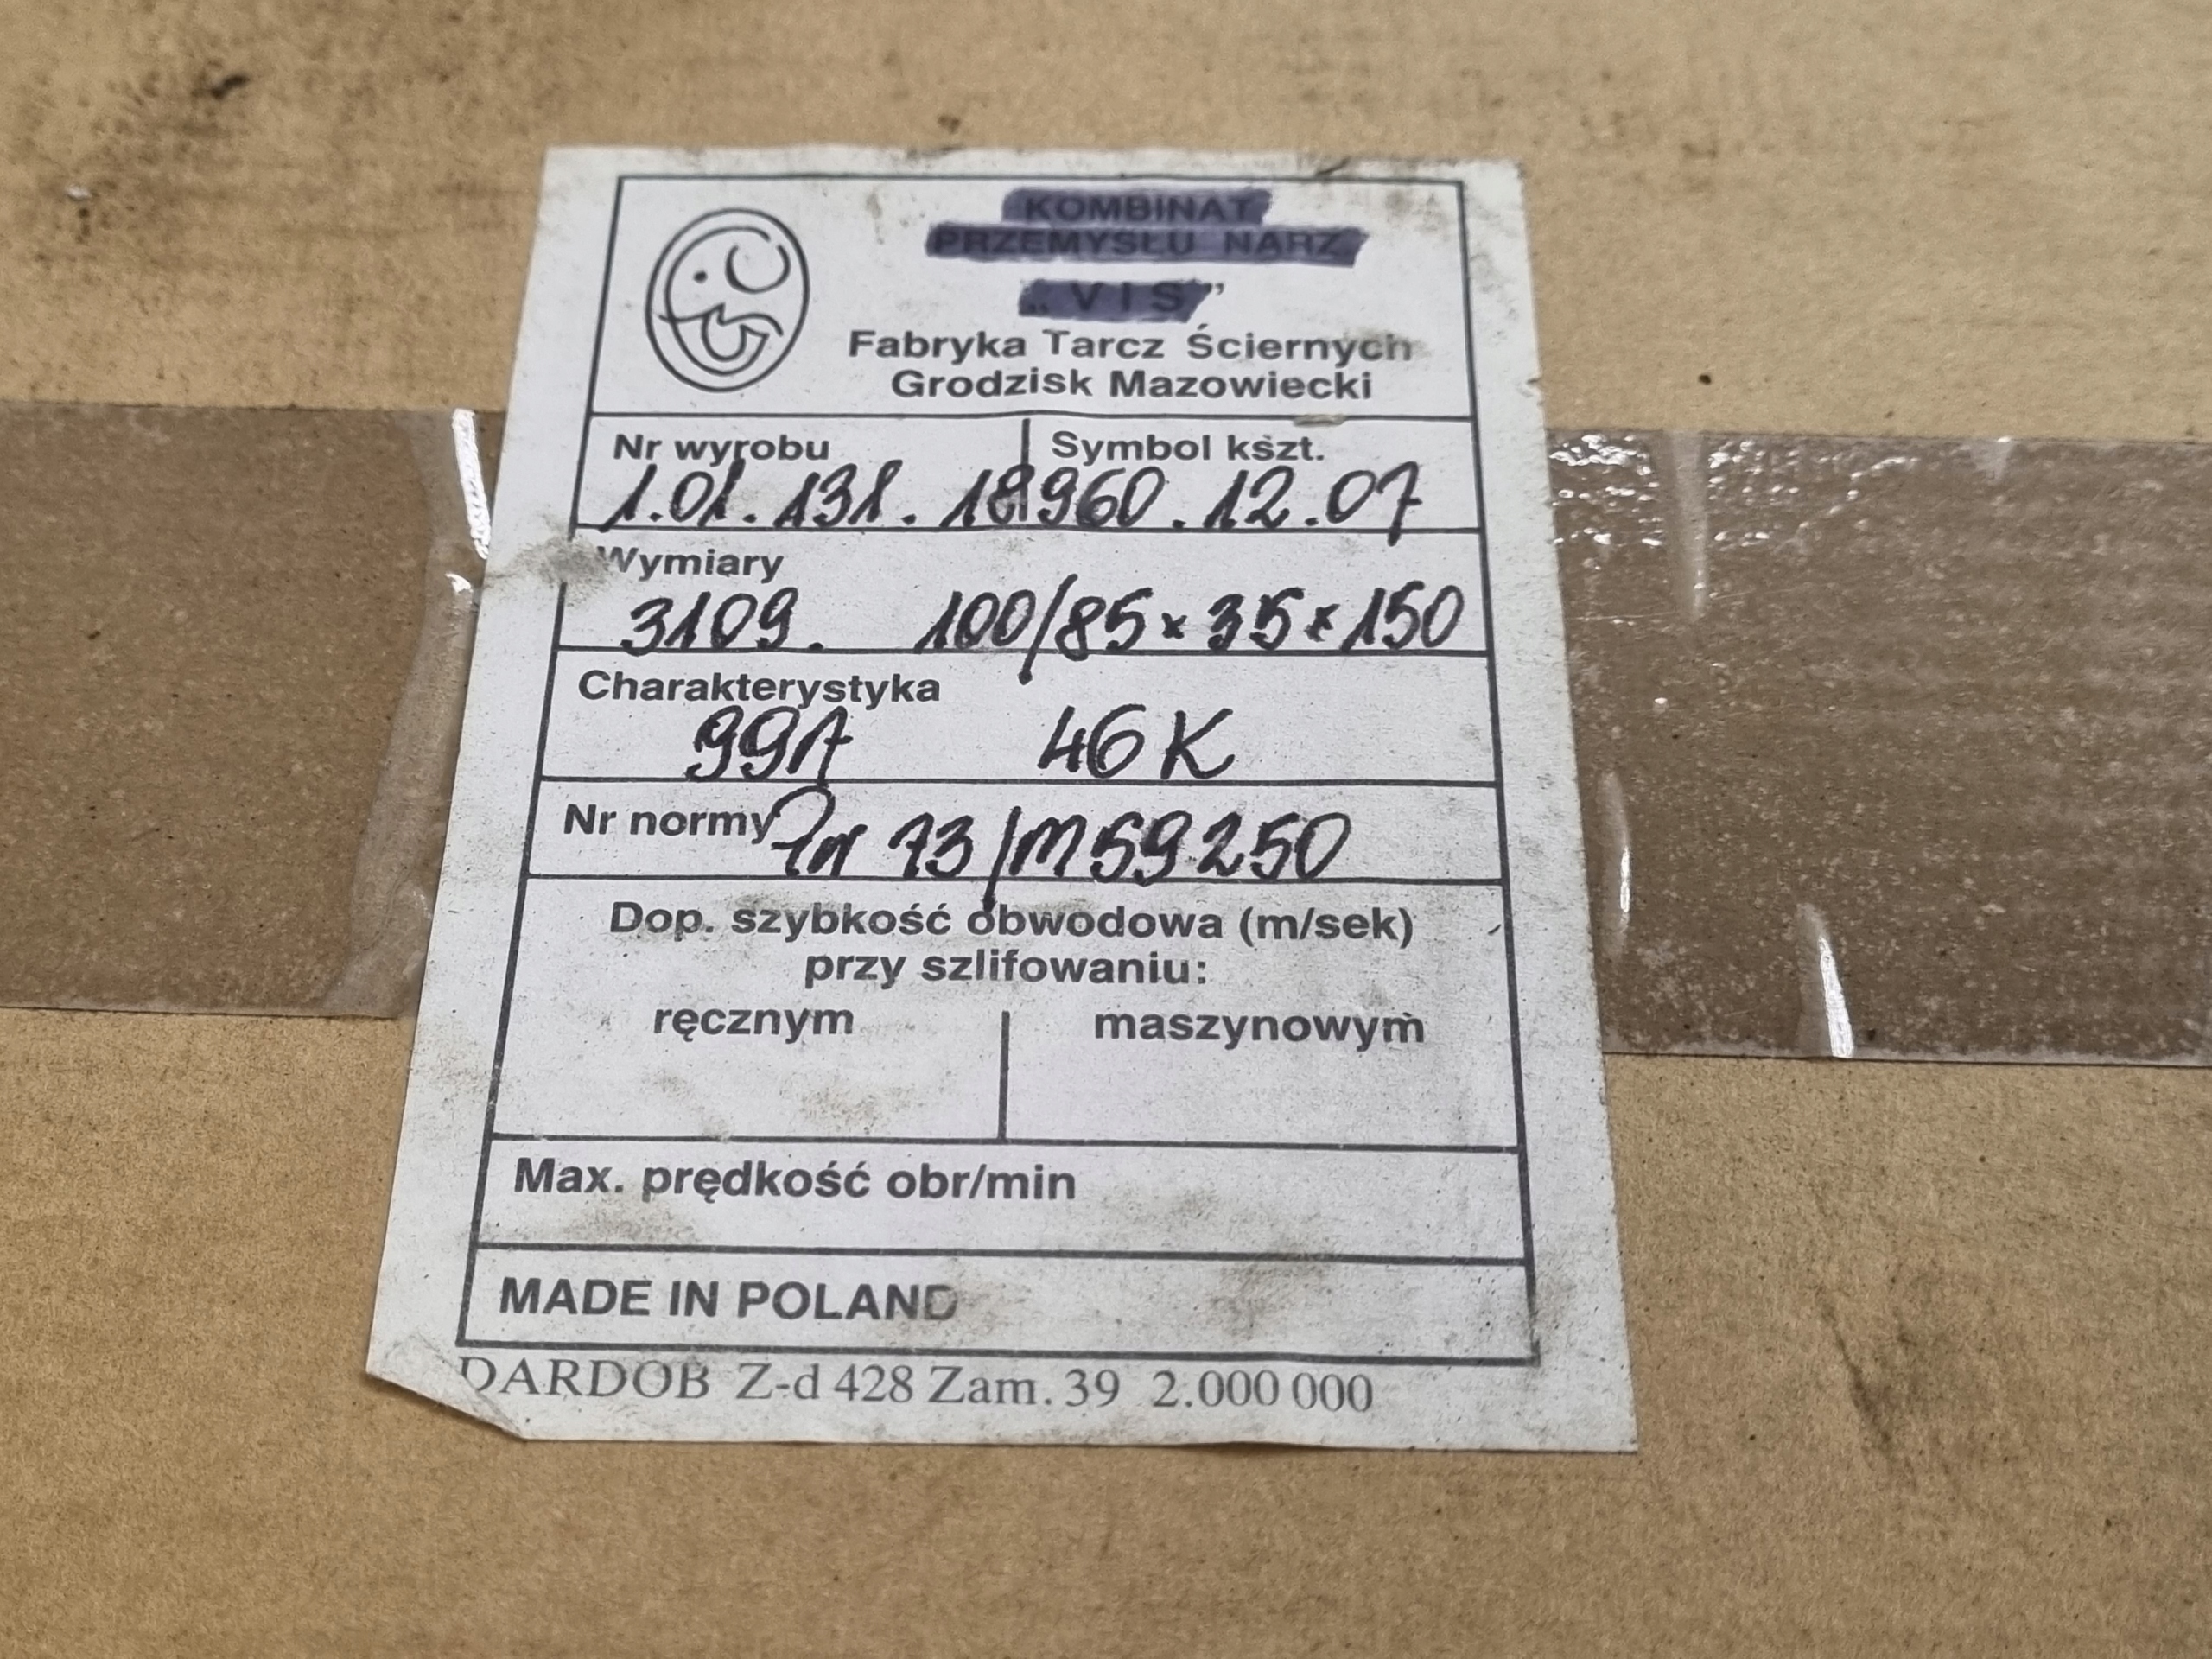 KOMBINAT
PRZEMYSŁU NARZ.
„VIS”
Fabryka Tarcz Ściernych
Grodzisk Mazowiecki
Nr wyrobu Symbol kszt.
1.01.131.18960.12.07
Wymiary
3109. 100/85×35×150
Charakterystyka
99A 46K
Nr normy Pn 73/M59250
Dop. szybkość obwodowa (m/sek)
przy szlifowaniu:
ręcznym maszynowym
Max. prędkość obr/min
MADE IN POLAND
DARDOB Z-d 428 Zam. 39 2.000 000